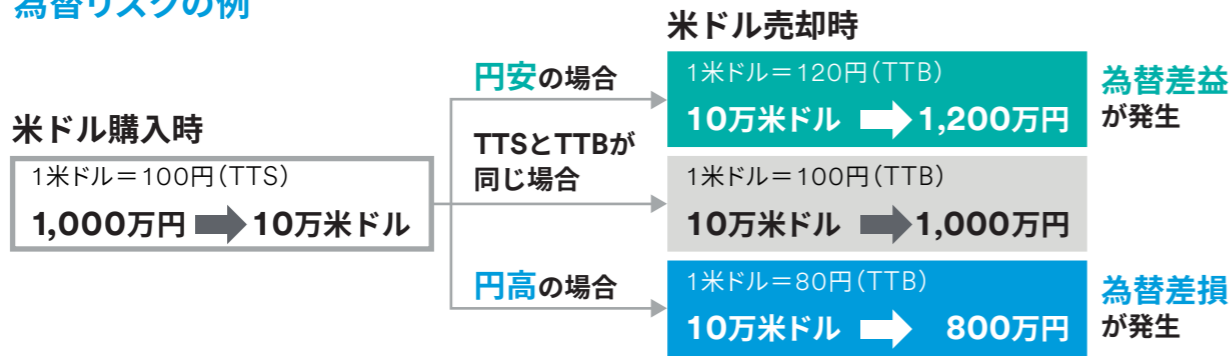 為替リスクの例
米ドル購入時
1米ドル＝100円（TTS）
1,000万円 10万米ドル
米ドル売却時
円安の場合
1米ドル＝120円（TTB）
10万米ドル 1,200万円
為替差益
が発生
TTSとTTBが
同じ場合
1米ドル＝100円（TTB）
10万米ドル 1,000万円
円高の場合
1米ドル＝80円（TTB）
10万米ドル 800万円
為替差損
が発生